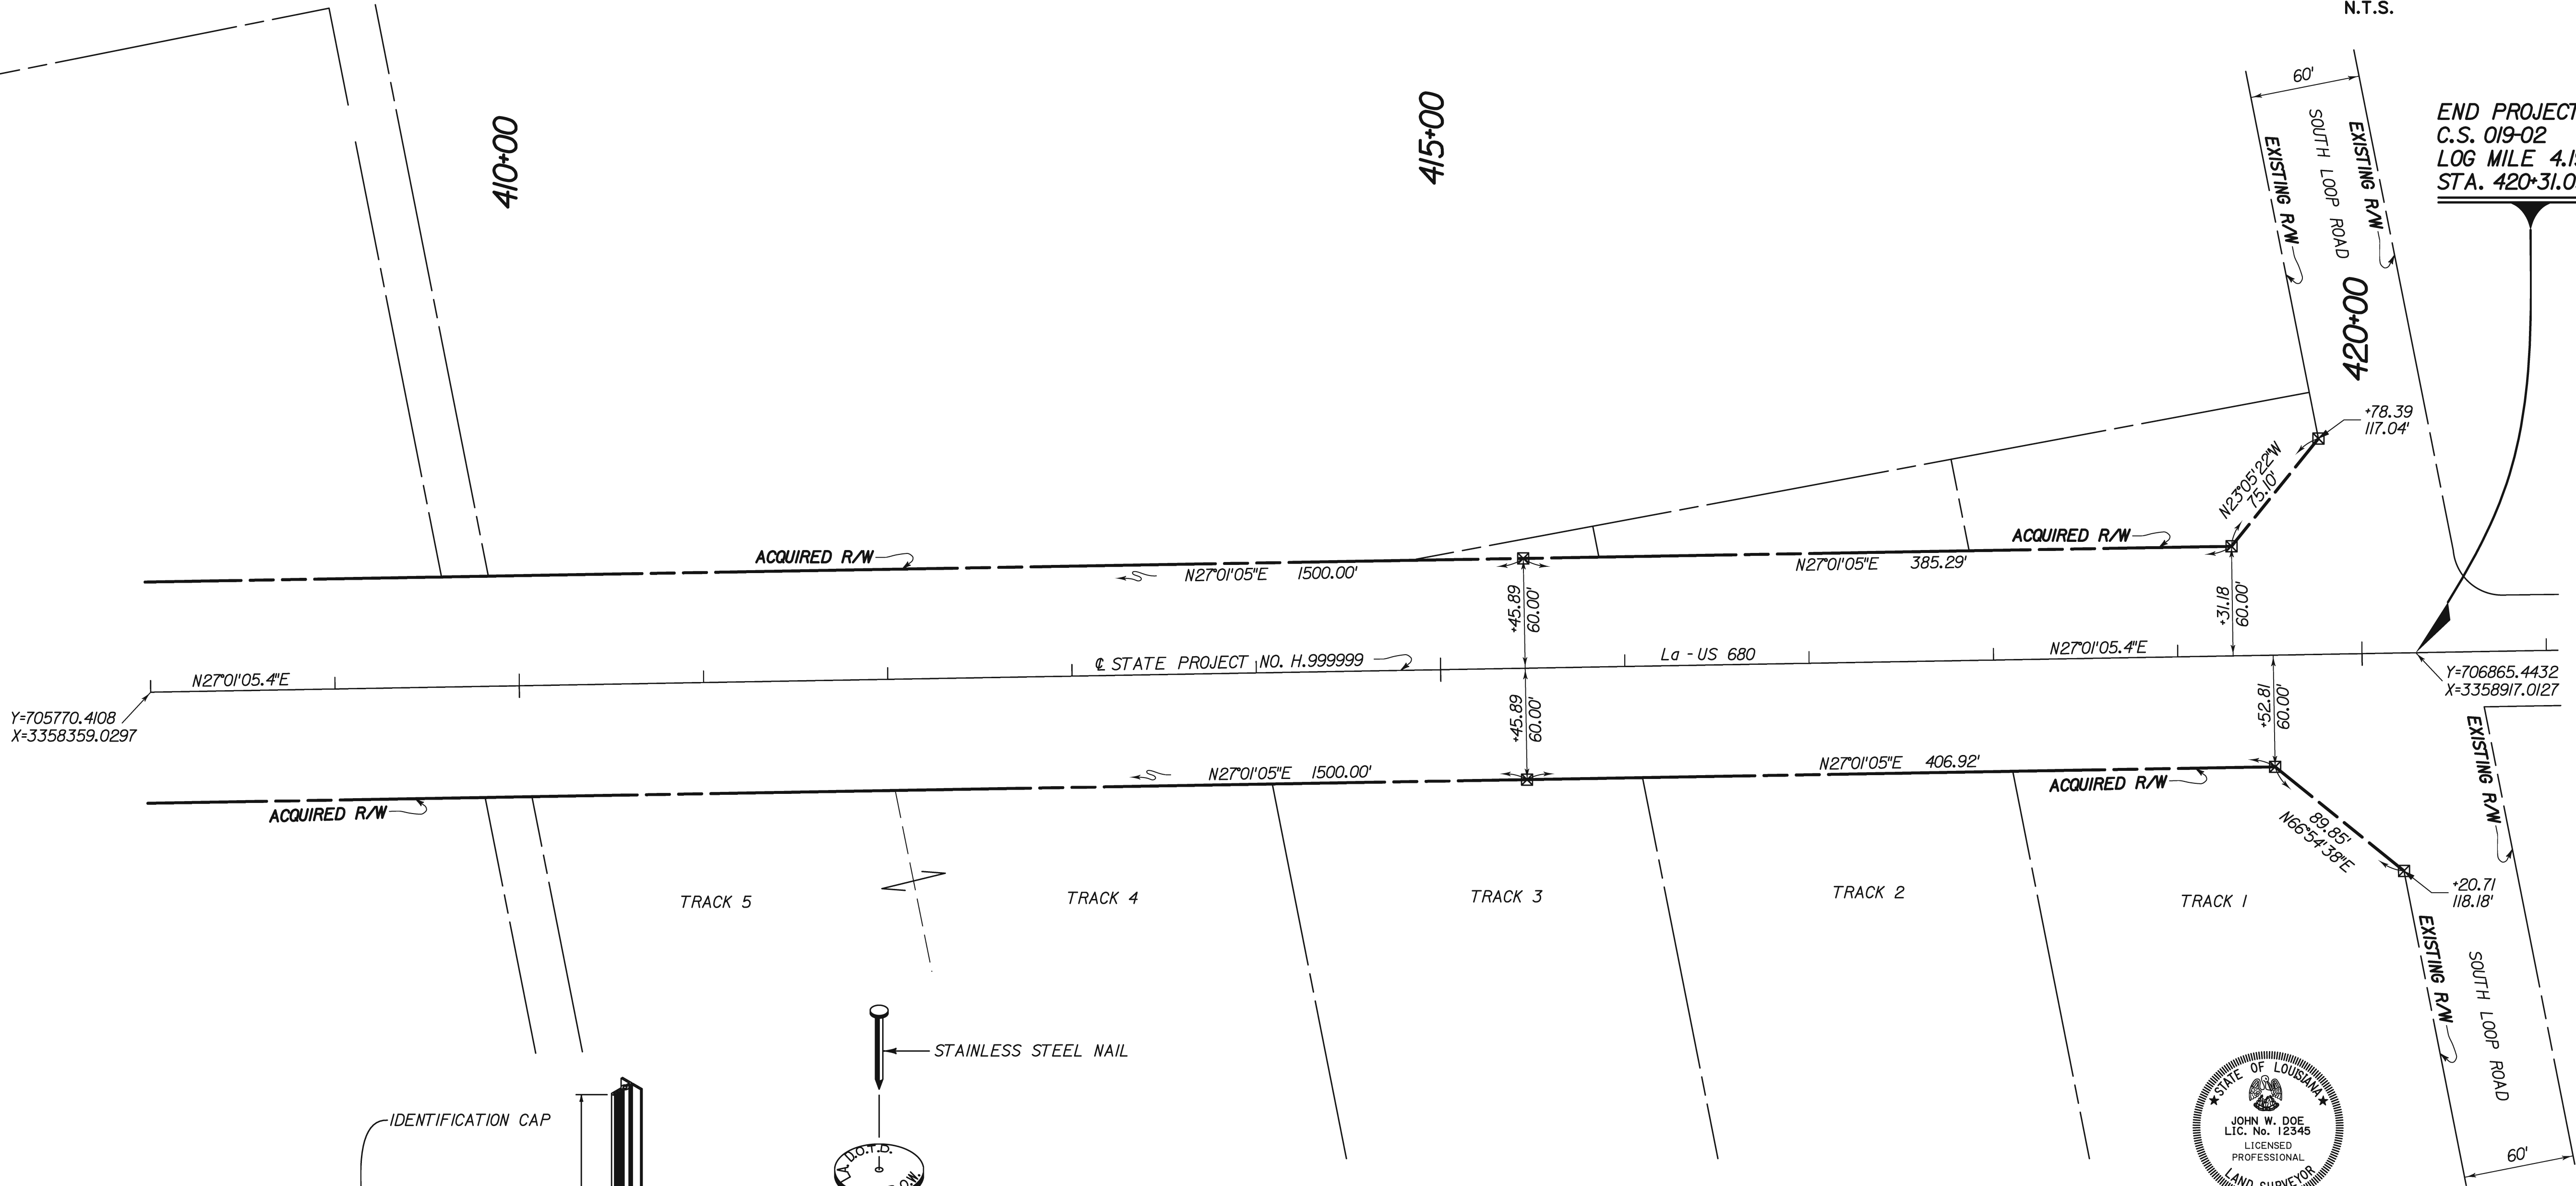 N.T.S.
410+00
415+00
60'
EXISTING R/W
SOUTH LOOP ROAD
EXISTING R/W
420+00
END PROJECT
C.S. 019-02
LOG MILE 4.1
STA. 420+31.0
+78.39
117.04'
N23°05'22"W
75.10'
ACQUIRED R/W
ACQUIRED R/W
N27°01'05"E 1500.00'
N27°01'05"E 385.29'
+45.89
60.00'
+31.18
60.00'
N27°01'05.4"E
℄ STATE PROJECT NO. H.999999
La - US 680
N27°01'05.4"E
Y=705770.4108
X=3358359.0297
Y=706865.4432
X=3358917.0127
+45.89
60.00'
+52.81
60.00'
N27°01'05"E 1500.00'
N27°01'05"E 406.92'
ACQUIRED R/W
ACQUIRED R/W
EXISTING R/W
89.85'
N66°54'38"E
+20.71
118.18'
TRACK 5
TRACK 4
TRACK 3
TRACK 2
TRACK 1
EXISTING R/W
SOUTH LOOP ROAD
60'
STAINLESS STEEL NAIL
IDENTIFICATION CAP
LA. D.O.T.D.
O.W.
STATE OF LOUISIANA
JOHN W. DOE
LIC. No. 12345
LICENSED
PROFESSIONAL
LAND SURVEYOR